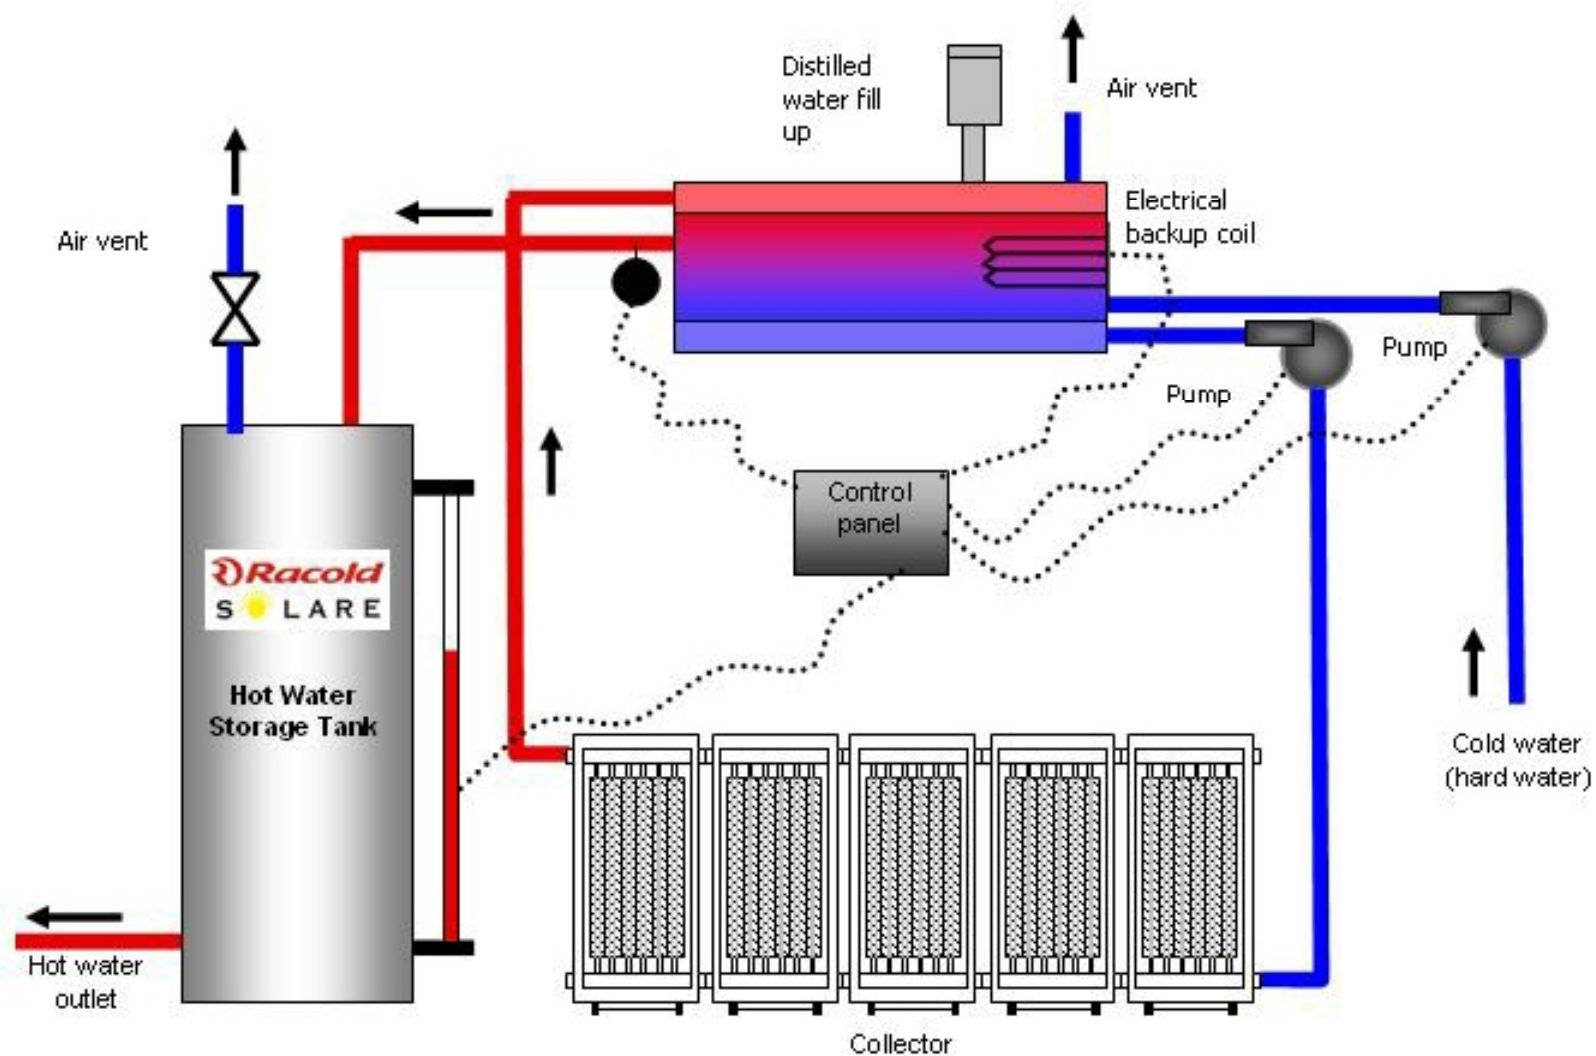 Distilled
water fill
up
Air vent
Electrical
backup coil
Air vent
Pump
Pump
Control
panel
Racold
SOLARE
Hot Water
Storage Tank
Cold water
(hard water)
Hot water
outlet
Collector